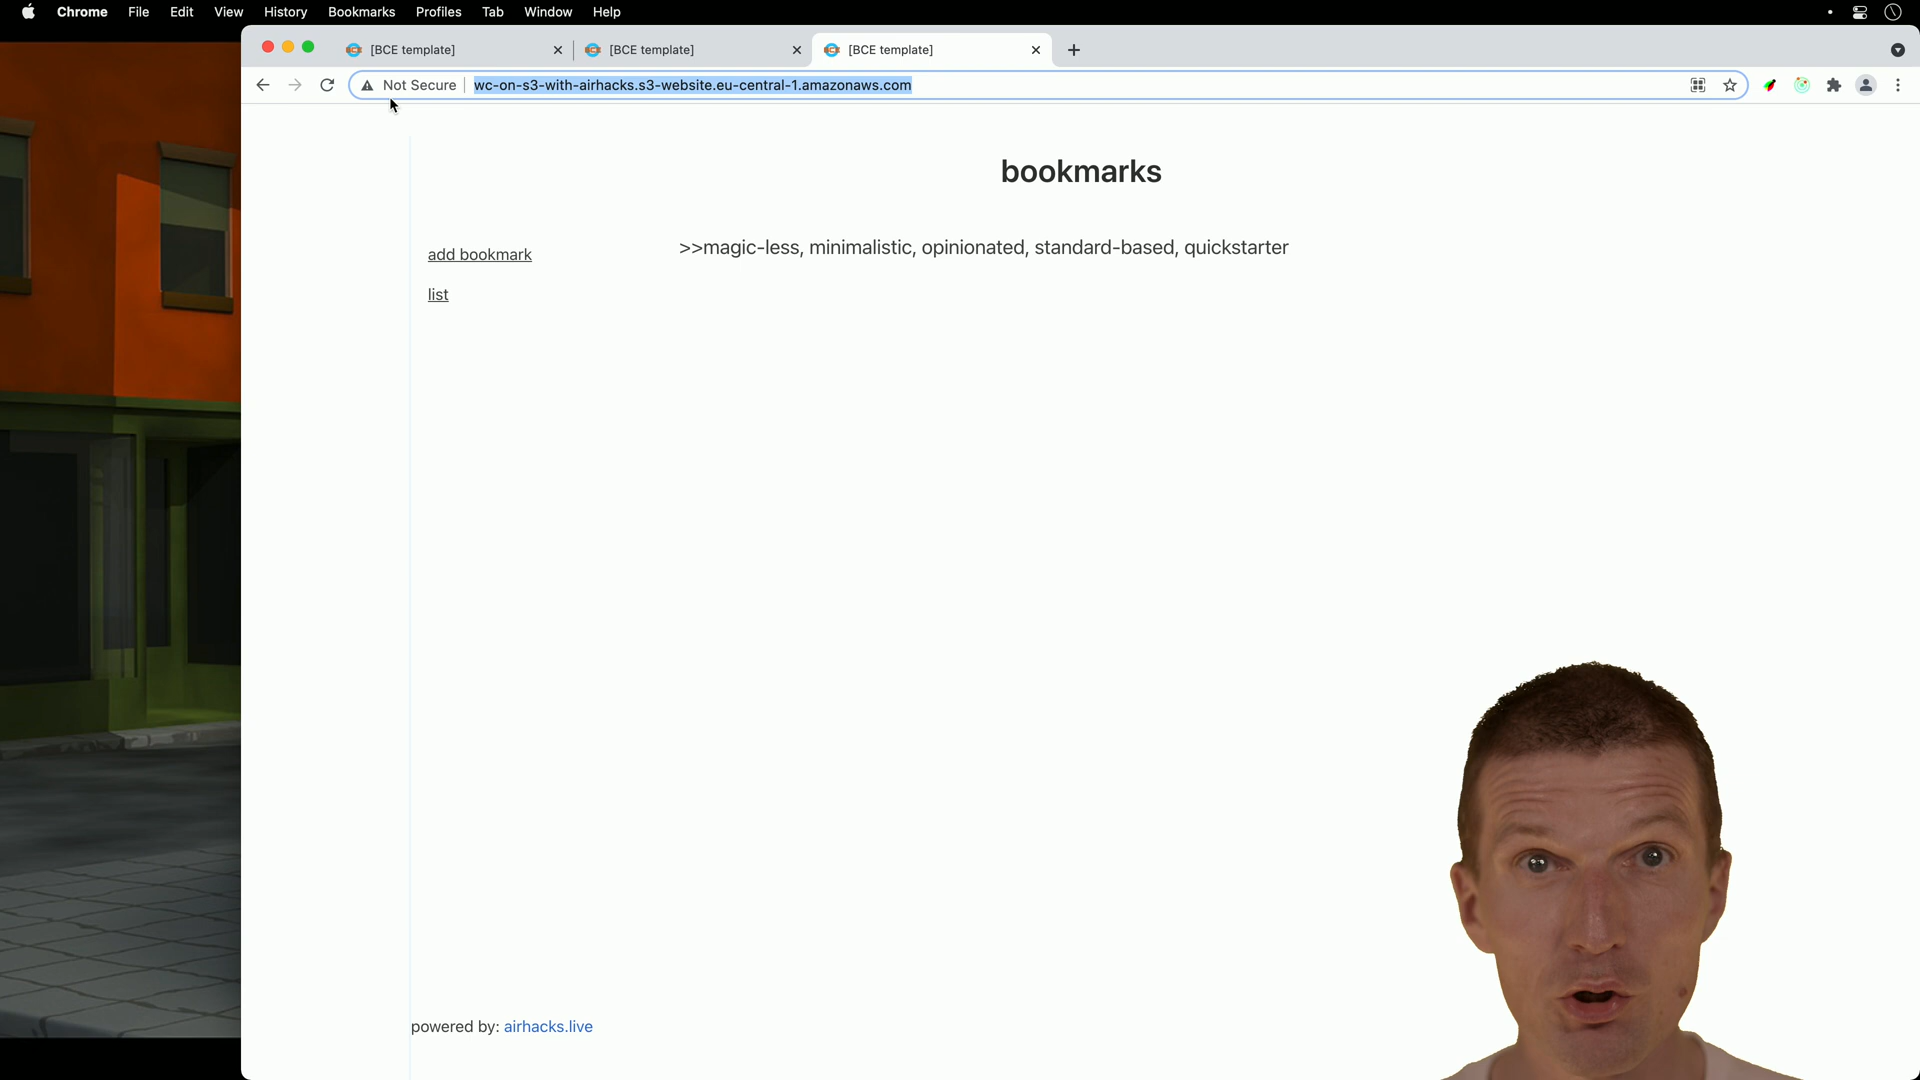 Chrome File Edit View History Bookmarks Profiles Tab Window Help
[BCE template] [BCE template] [BCE template]
Not Secure wc-on-s3-with-airhacks.s3-website.eu-central-1.amazonaws.com
bookmarks
add bookmark
>>magic-less, minimalistic, opinionated, standard-based, quickstarter
list
powered by: airhacks.live